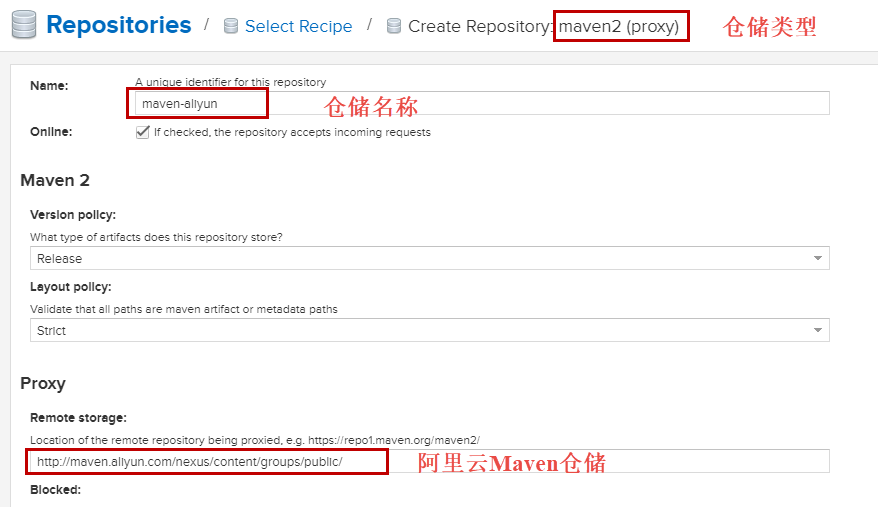 Repositories / Select Recipe / Create Repository: maven2 (proxy) 仓储类型
Name: A unique identifier for this repository
maven-aliyun 仓储名称
Online: If checked, the repository accepts incoming requests
Maven 2
Version policy:
What type of artifacts does this repository store?
Release
Layout policy:
Validate that all paths are maven artifact or metadata paths
Strict
Proxy
Remote storage:
Location of the remote repository being proxied, e.g. https://repo1.maven.org/maven2/
http://maven.aliyun.com/nexus/content/groups/public/ 阿里云Maven仓储
Blocked: